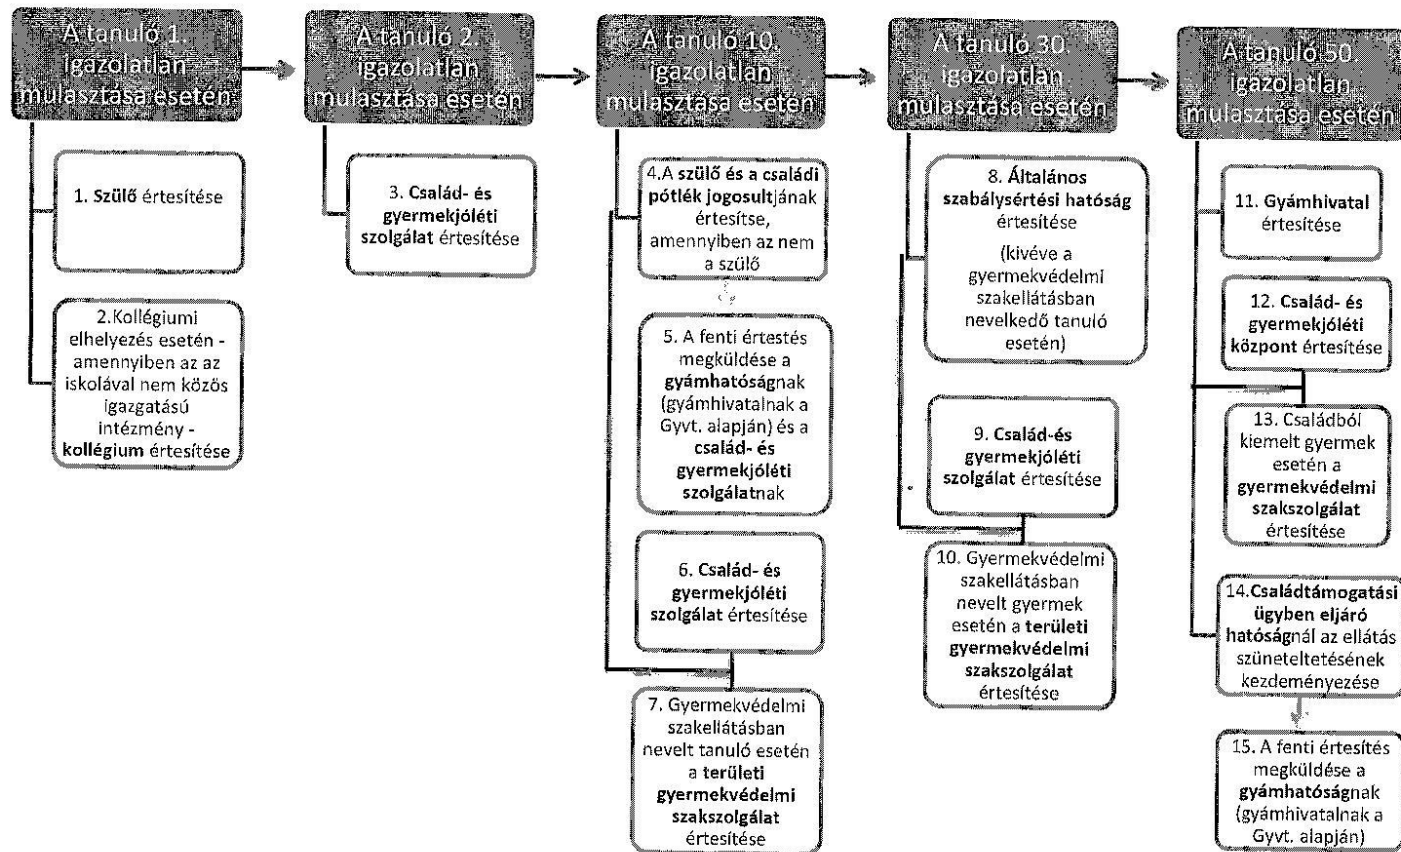 A tanuló 1.
igazolatlan
mulasztása esetén
1. Szülő értesítése
2.Kollégiumi
elhelyezés esetén -
amennyiben az az
iskolával nem közös
igazgatású
intézmény -
kollégium értesítése
A tanuló 2.
igazolatlan
mulasztása esetén
3. Család- és
gyermekjóléti
szolgálat értesítése
A tanuló 10.
igazolatlan
mulasztása esetén
4.A szülő és a családi
pótlék jogosultjának
értesítse,
amennyiben az nem
a szülő
5. A fenti értestés
megküldése a
gyámhatóságnak
(gyámhivatalnak a
Gyvt. alapján) és a
család- és
gyermekjóléti
szolgálatnak
6. Család- és
gyermekjóléti
szolgálat értesítése
7. Gyermekvédelmi
szakellátásban
nevelt tanuló esetén
a területi
gyermekvédelmi
szakszolgálat
értesítése
A tanuló 30.
igazolatlan
mulasztása esetén
8. Általános
szabálysértési hatóság
értesítése
(kivéve a
gyermekvédelmi
szakellátásban
nevelkedő tanuló
esetén)
9. Család-és
gyermekjóléti
szolgálat értesítése
10. Gyermekvédelmi
szakellátásban
nevelt gyermek
esetén a területi
gyermekvédelmi
szakszolgálat
értesítése
A tanuló 50.
igazolatlan
mulasztása esetén
11. Gyámhivatal
értesítése
12. Család- és
gyermekjóléti
központ értesítése
13. Családból
kiemelt gyermek
esetén a
gyermekvédelmi
szakszolgálat
értesítése
14.Családtámogatási
ügyben eljáró
hatóságnál az ellátás
szüneteltetésének
kezdeményezése
15. A fenti értesítés
megküldése a
gyámhatóságnak
(gyámhivatalnak a
Gyvt. alapján)